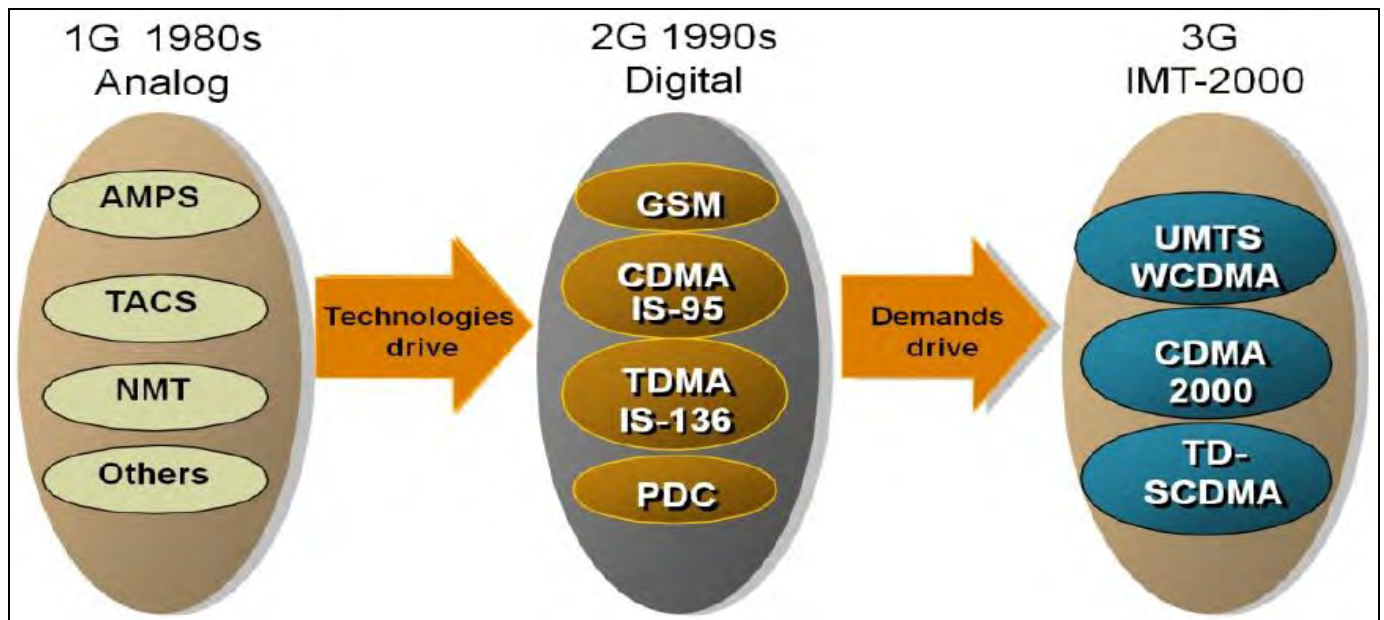 1G 1980s
Analog
AMPS
TACS
NMT
Others
Technologies
drive
2G 1990s
Digital
GSM
CDMA
IS-95
TDMA
IS-136
PDC
Demands
drive
3G
IMT-2000
UMTS
WCDMA
CDMA
2000
TD-
SCDMA